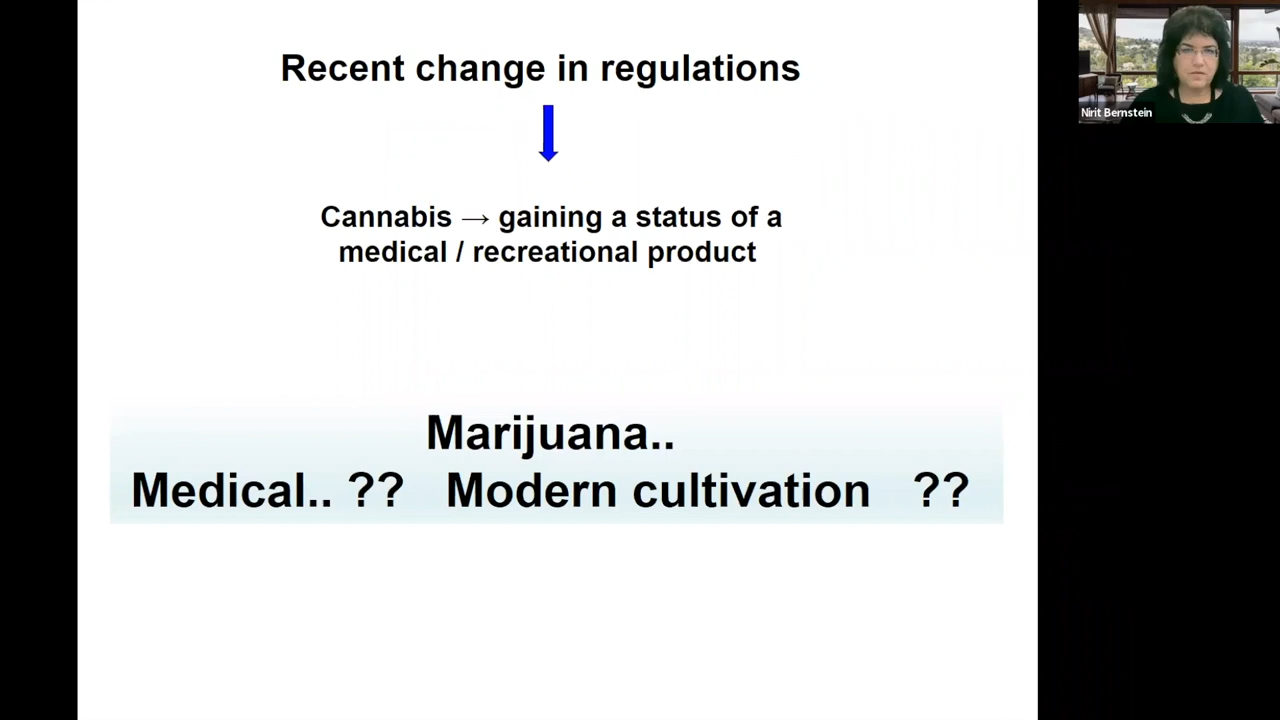 Recent change in regulations
Cannabis → gaining a status of a
medical / recreational product
Marijuana..
Medical.. ?? Modern cultivation ??
Nirit Bernstein